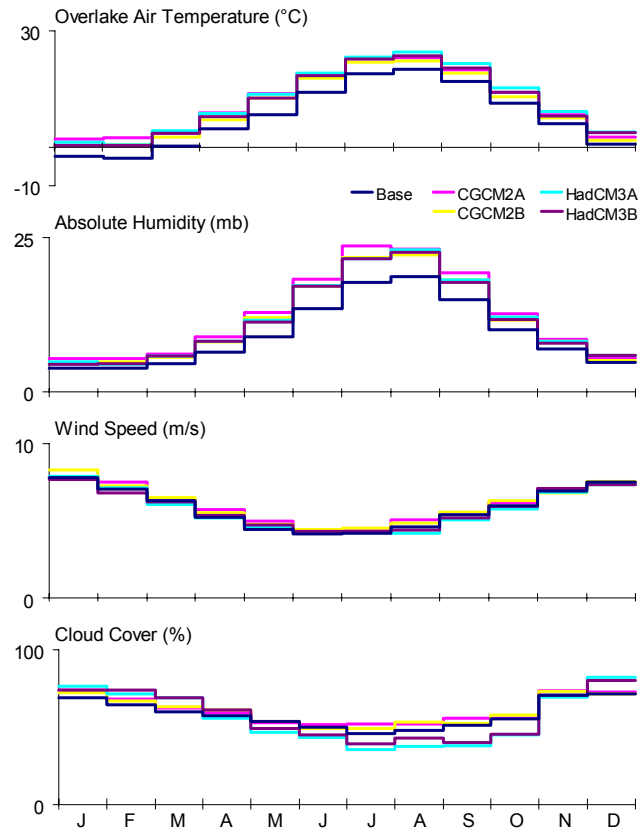 Overlake Air Temperature (°C)
30
-10
Base CGCM2A HadCM3A
CGCM2B HadCM3B
Absolute Humidity (mb)
25
0
Wind Speed (m/s)
10
0
Cloud Cover (%)
100
0
J F M A M J J A S O N D